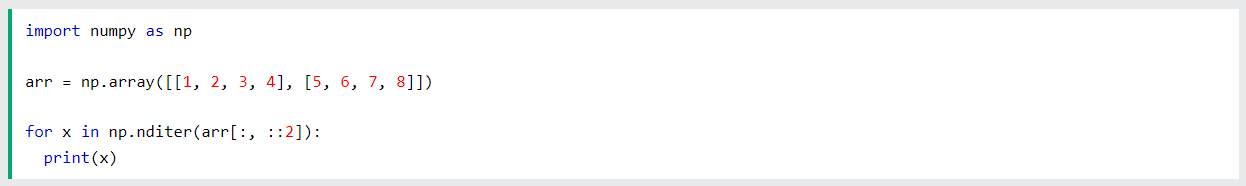 import numpy as np
arr = np.array([[1, 2, 3, 4], [5, 6, 7, 8]])
for x in np.nditer(arr[:, ::2]):
  print(x)